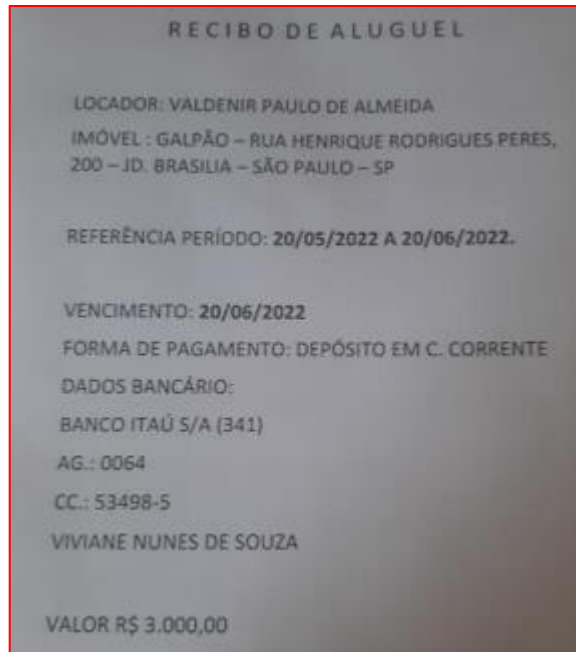 RECIBO DE ALUGUEL
LOCADOR: VALDENIR PAULO DE ALMEIDA
IMÓVEL : GALPÃO – RUA HENRIQUE RODRIGUES PERES,
200 – JD. BRASILIA – SÃO PAULO – SP
REFERÊNCIA PERÍODO: 20/05/2022 A 20/06/2022.
VENCIMENTO: 20/06/2022
FORMA DE PAGAMENTO: DEPÓSITO EM C. CORRENTE
DADOS BANCÁRIO:
BANCO ITAÚ S/A (341)
AG.: 0064
CC.: 53498-5
VIVIANE NUNES DE SOUZA
VALOR R$ 3.000,00